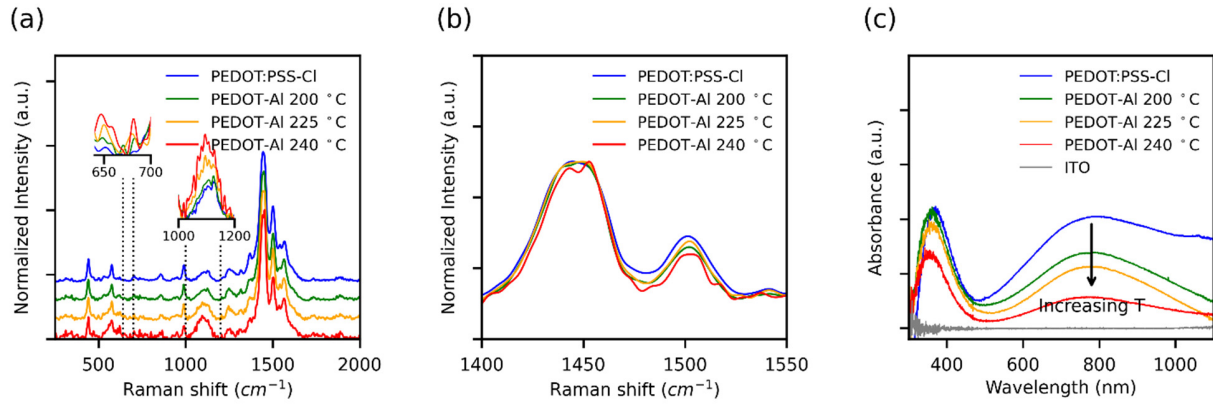 (a)
Normalized Intensity (a.u.)
PEDOT:PSS-Cl
PEDOT-Al 200 °C
PEDOT-Al 225 °C
PEDOT-Al 240 °C
650 700
1000 1200
500 1000 1500 2000
Raman shift (cm⁻¹)
(b)
Normalized Intensity (a.u.)
PEDOT:PSS-Cl
PEDOT-Al 200 °C
PEDOT-Al 225 °C
PEDOT-Al 240 °C
1400 1450 1500 1550
Raman shift (cm⁻¹)
(c)
Absorbance (a.u.)
PEDOT:PSS-Cl
PEDOT-Al 200 °C
PEDOT-Al 225 °C
PEDOT-Al 240 °C
ITO
Increasing T
400 600 800 1000
Wavelength (nm)